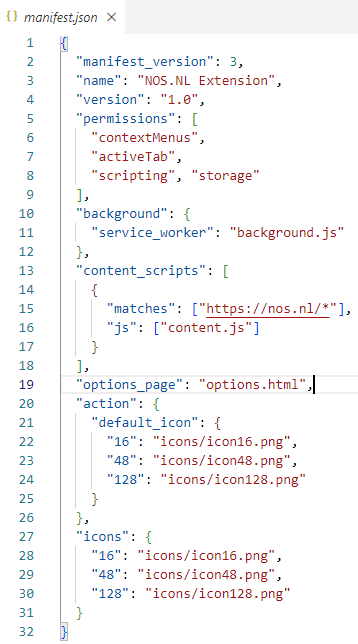 {} manifest.json ×
1 {
2 "manifest_version": 3,
3 "name": "NOS.NL Extension",
4 "version": "1.0",
5 "permissions": [
6 "contextMenus",
7 "activeTab",
8 "scripting", "storage"
9 ],
10 "background": {
11 "service_worker": "background.js"
12 },
13 "content_scripts": [
14 {
15 "matches": ["https://nos.nl/*"],
16 "js": ["content.js"]
17 }
18 ],
19 "options_page": "options.html",
20 "action": {
21 "default_icon": {
22 "16": "icons/icon16.png",
23 "48": "icons/icon48.png",
24 "128": "icons/icon128.png"
25 }
26 },
27 "icons": {
28 "16": "icons/icon16.png",
29 "48": "icons/icon48.png",
30 "128": "icons/icon128.png"
31 }
32 }